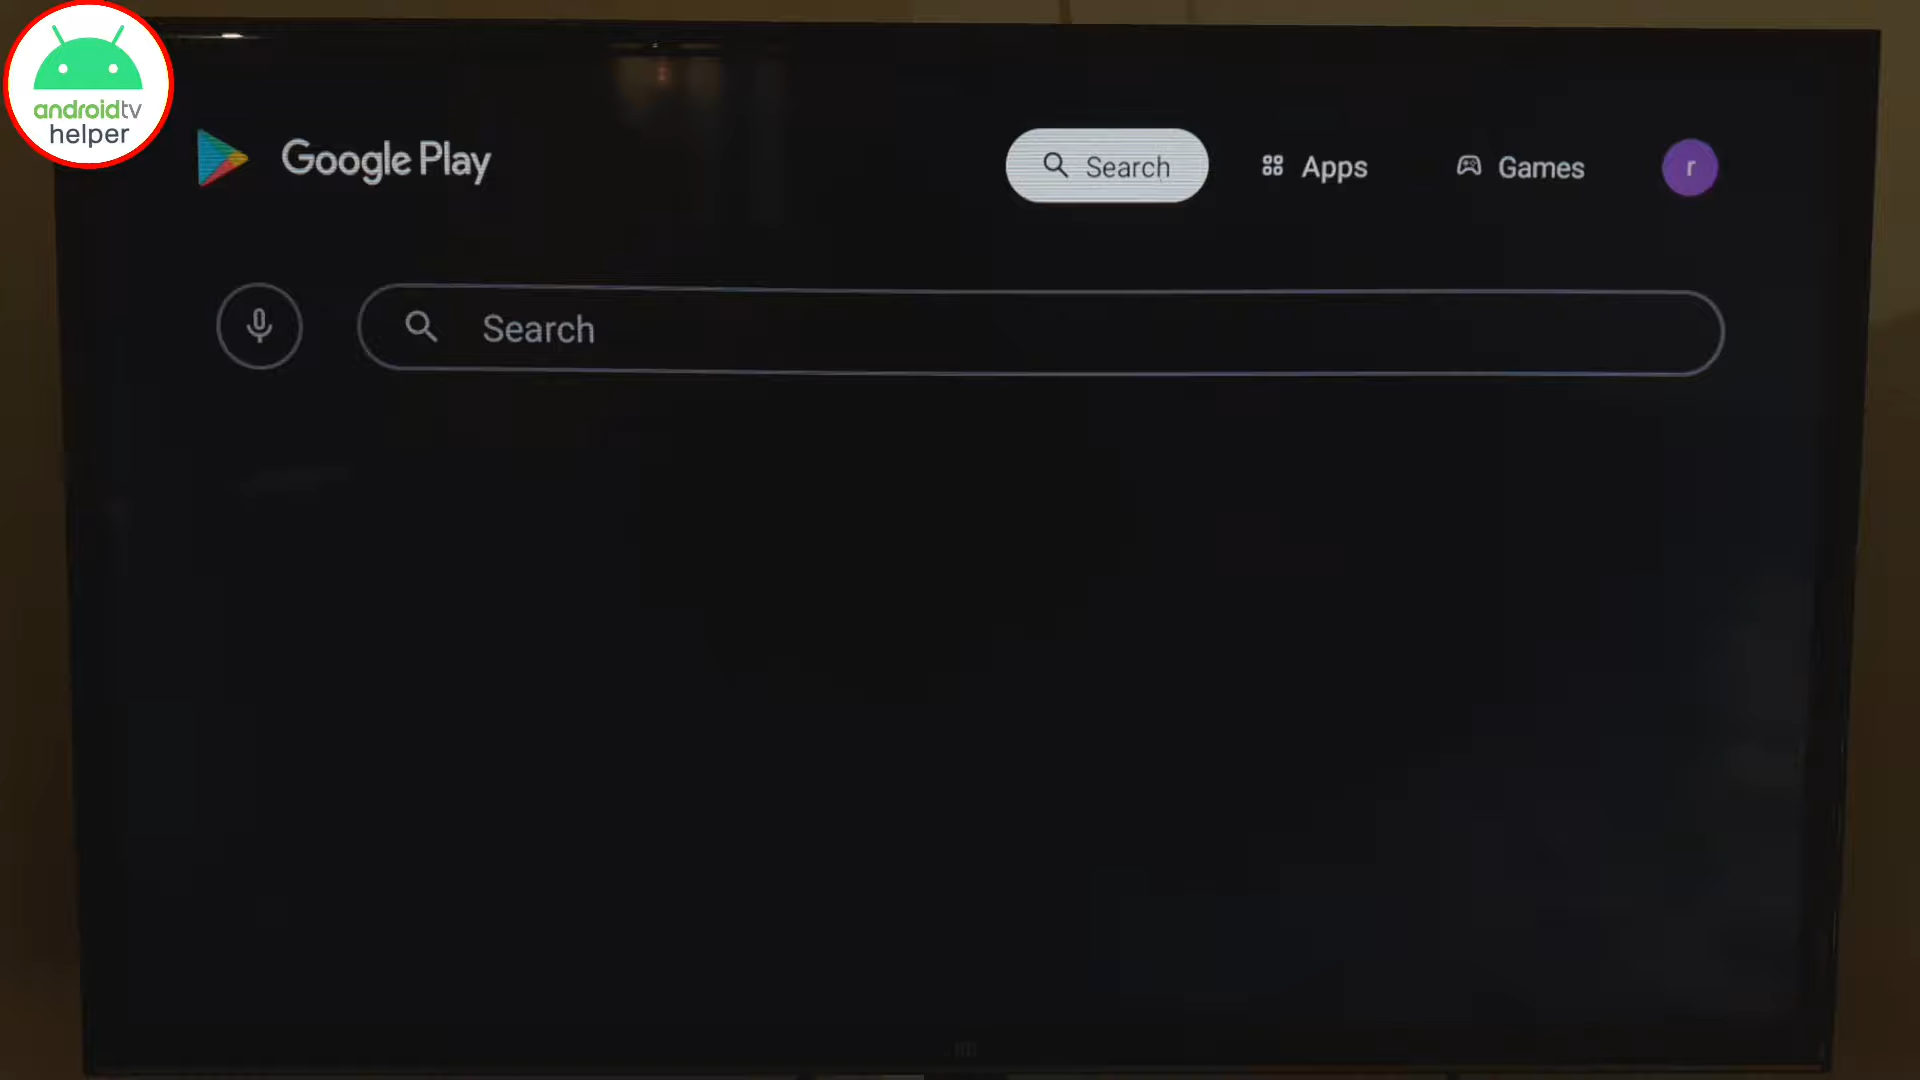 androidtv
helper
Google Play
Search
Apps
Games
r
Search